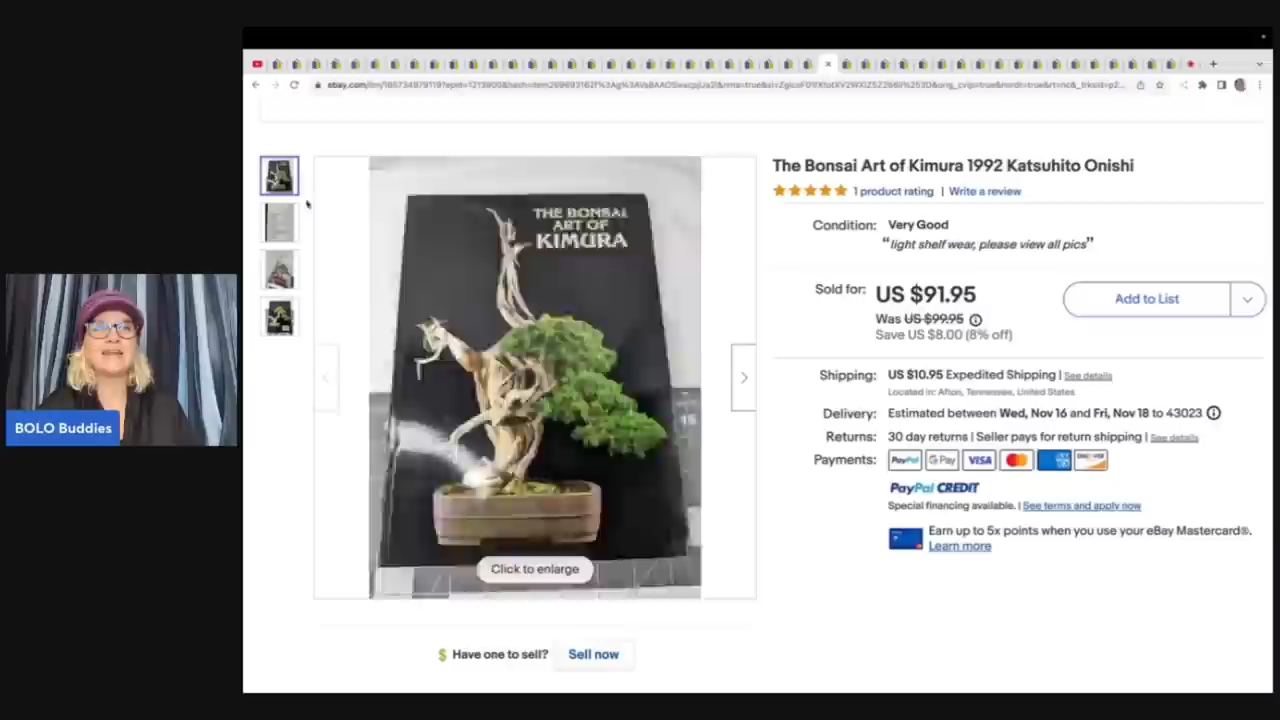 The Bonsai Art of Kimura 1992 Katsuhito Onishi
1 product rating | Write a review
Condition: Very Good
“light shelf wear, please view all pics”
Sold for: US $91.95
Add to List
Was US $99.95
Save US $8.00 (8% off)
Shipping: US $10.95 Expedited Shipping | See details
Located in: Afton, Tennessee, United States
Delivery: Estimated between Wed, Nov 16 and Fri, Nov 18 to 43023
Returns: 30 day returns | Seller pays for return shipping | See details
Payments: PayPal G Pay VISA DISCOVER
PayPal CREDIT
Special financing available. | See terms and apply now
Earn up to 5x points when you use your eBay Mastercard®.
Learn more
THE BONSAI
ART OF
KIMURA
15
Click to enlarge
$ Have one to sell? Sell now
BOLO Buddies